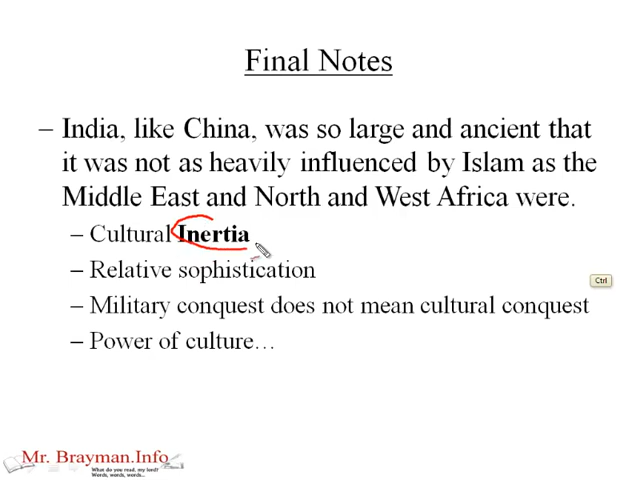 Final Notes
– India, like China, was so large and ancient that
it was not as heavily influenced by Islam as the
Middle East and North and West Africa were.
– Cultural Inertia
– Relative sophistication
Ctrl
– Military conquest does not mean cultural conquest
– Power of culture…
Mr. Brayman.Info
What do you read, my lord?
Words, words, words...